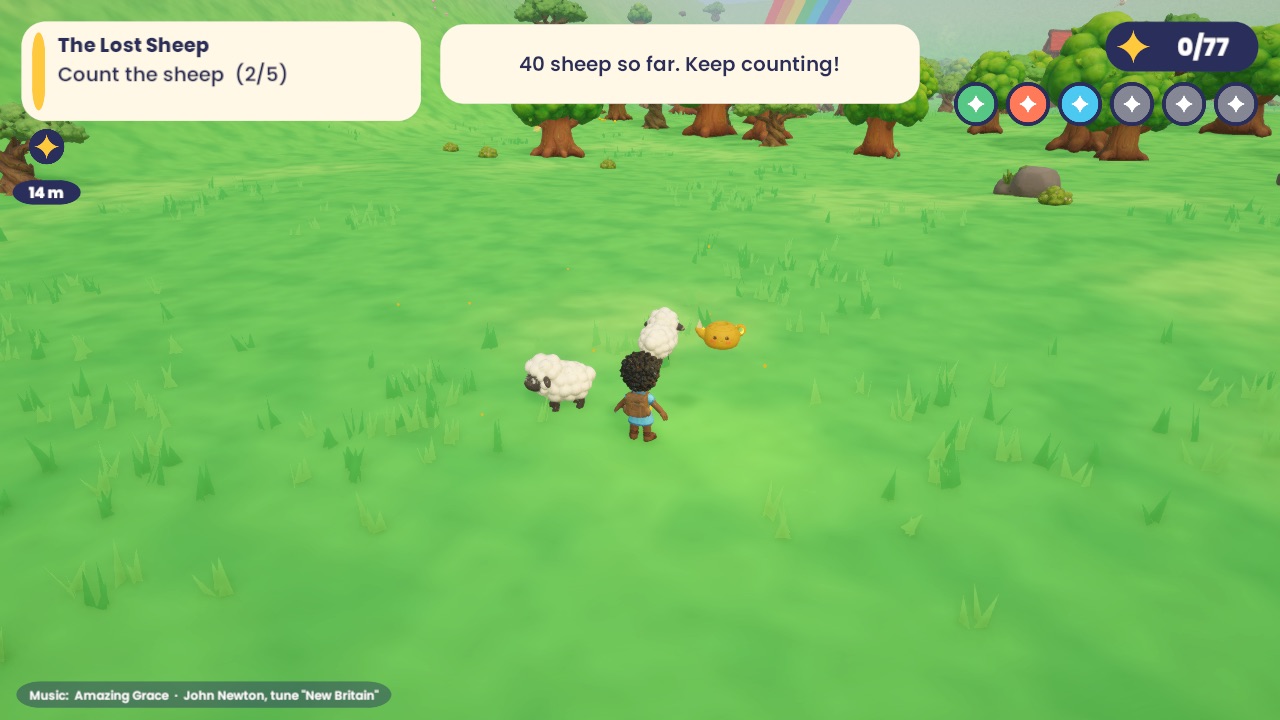 The Lost Sheep
Count the sheep (2/5)
40 sheep so far. Keep counting!
0/77
14 m
Music: Amazing Grace · John Newton, tune "New Britain"